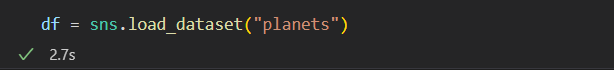 df = sns.load_dataset("planets")
2.7s